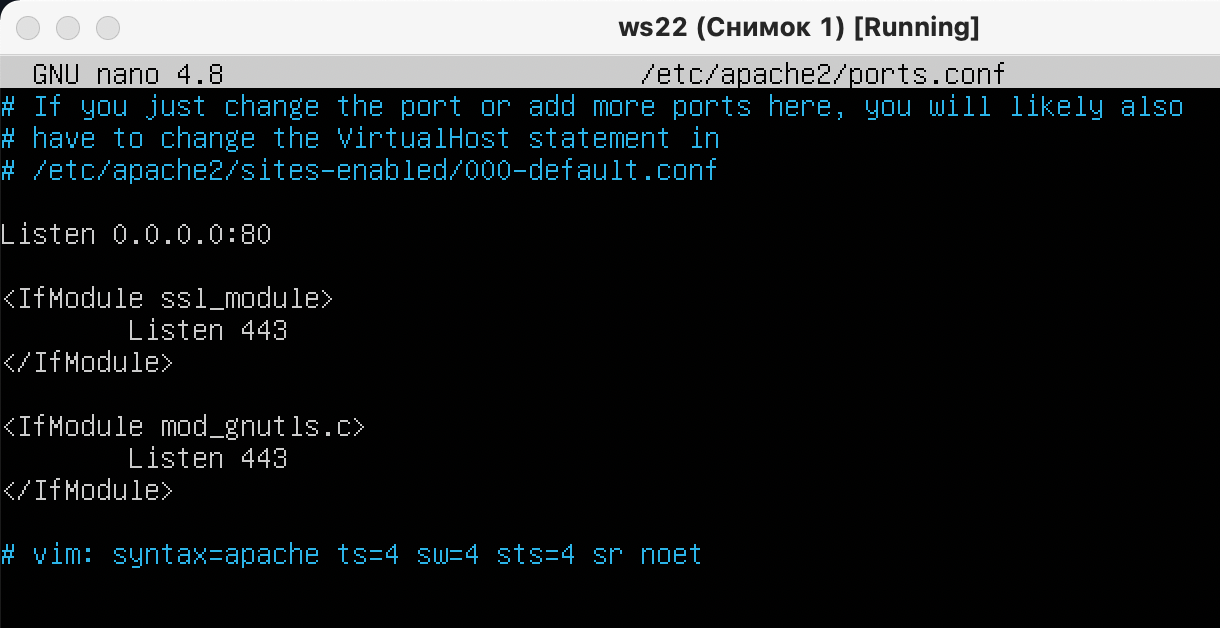 ws22 (Снимок 1) [Running]
GNU nano 4.8 /etc/apache2/ports.conf
# If you just change the port or add more ports here, you will likely also
# have to change the VirtualHost statement in
# /etc/apache2/sites-enabled/000-default.conf
Listen 0.0.0.0:80
<IfModule ssl_module>
Listen 443
</IfModule>
<IfModule mod_gnutls.c>
Listen 443
</IfModule>
# vim: syntax=apache ts=4 sw=4 sts=4 sr noet